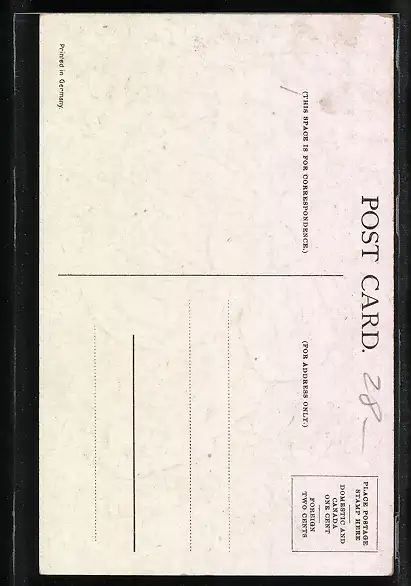 POST CARD.
28-
(THIS SPACE IS FOR CORRESPONDENCE.)
(FOR ADDRESS ONLY.)
PLACE POSTAGE
STAMP HERE
DOMESTIC AND
CANADA
ONE CENT
FOREIGN
TWO CENTS
Printed in Germany.